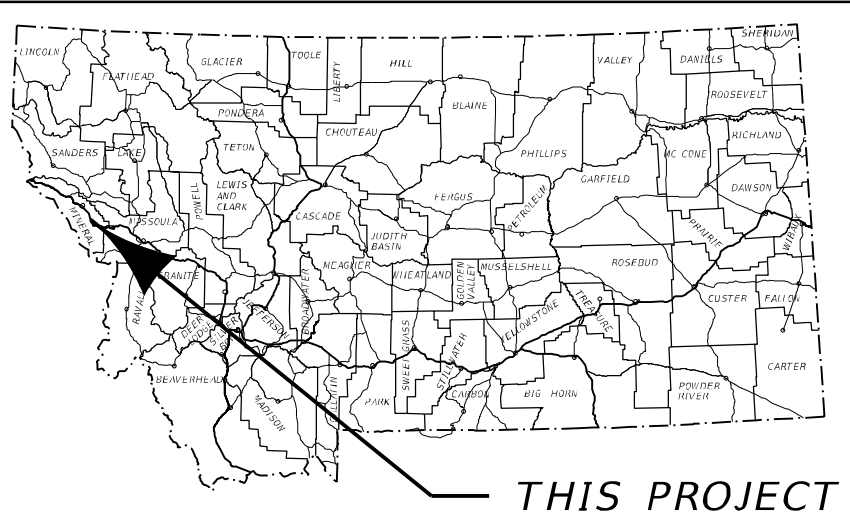 SHERIDAN
LINCOLN
GLACIER
TOOLE
LIBERTY
HILL
VALLEY
DANIELS
FLATHEAD
BLAINE
ROOSEVELT
PONDERA
CHOUTEAU
RICHLAND
SANDERS
LAKE
TETON
PHILLIPS
MC CONE
POWELL
LEWIS
AND
CLARK
FERGUS
GARFIELD
DAWSON
PETROLEUM
MINERAL
MISSOULA
CASCADE
JUDITH
BASIN
PRAIRIE
WIBAUX
GRANITE
MEAGHER
WHEATLAND
GOLDEN
VALLEY
MUSSELSHELL
ROSEBUD
BROADWATER
RAVALLI
JEFFERSON
TREASURE
CUSTER
FALLON
DEER
LODGE
SILVER
YELLOWSTONE
SWEET GRASS
STILLWATER
BEAVERHEAD
MADISON
GALLATIN
PARK
CARBON
BIG HORN
POWDER
RIVER
CARTER
THIS PROJECT